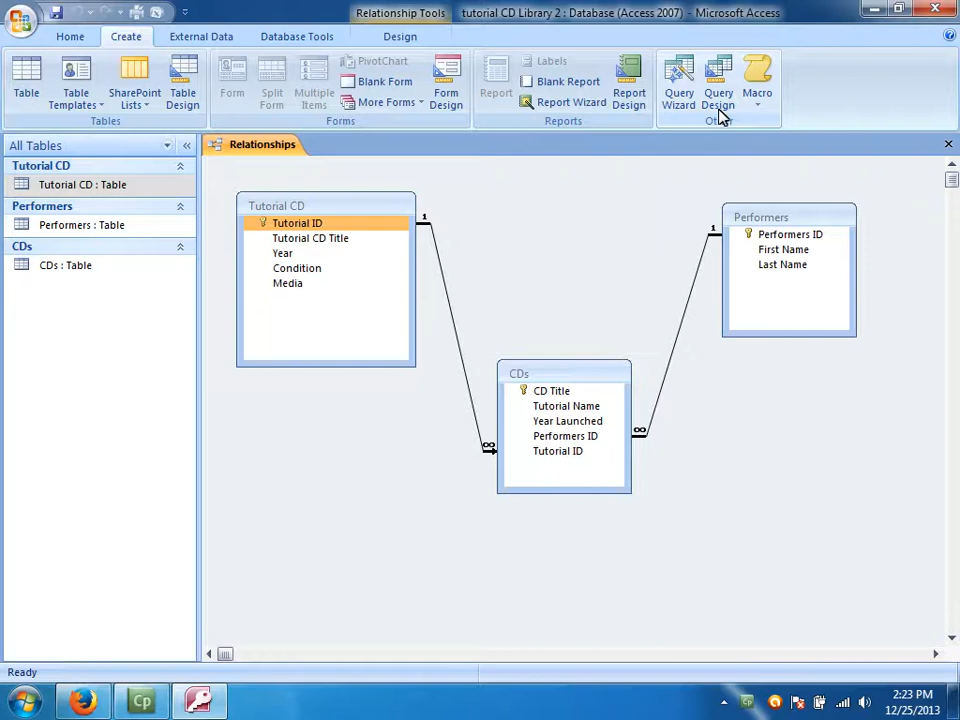 Relationship Tools
tutorial CD Library 2 : Database (Access 2007) - Microsoft Access
Home
Create
External Data
Database Tools
Design
Table
Table Templates
SharePoint Lists
Table Design
Tables
Form
Split Form
Multiple Items
PivotChart
Blank Form
More Forms
Form Design
Forms
Report
Labels
Blank Report
Report Wizard
Report Design
Reports
Query Wizard
Query Design
Macro
All Tables
Relationships
Tutorial CD
Tutorial CD : Table
Performers
Performers : Table
CDs
CDs : Table
Tutorial CD
Tutorial ID
Tutorial CD Title
Year
Condition
Media
1
∞
Performers
Performers ID
First Name
Last Name
1
∞
CDs
CD Title
Tutorial Name
Year Launched
Performers ID
Tutorial ID
Ready
Cp
Cp
2:23 PM
12/25/2013